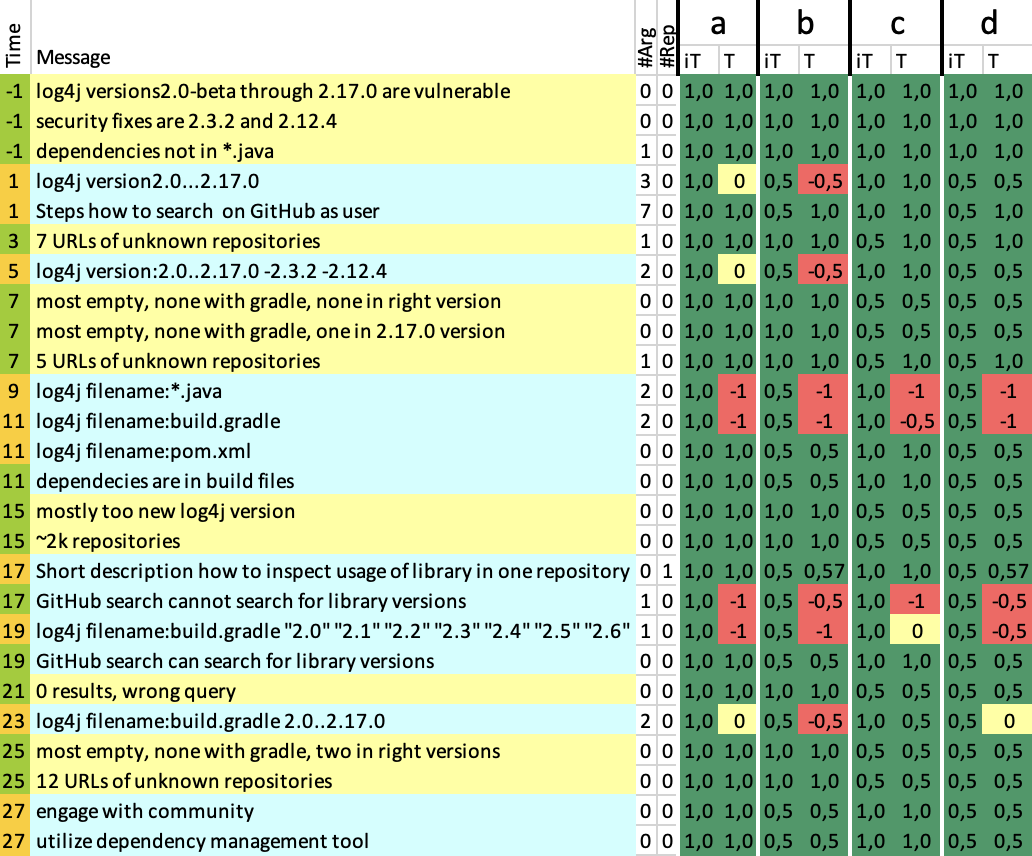 a b c d
Time Message #Arg #Rep iT T iT T iT T iT T
-1 log4j versions2.0-beta through 2.17.0 are vulnerable 0 0 1,0 1,0 1,0 1,0 1,0 1,0 1,0 1,0
-1 security fixes are 2.3.2 and 2.12.4 0 0 1,0 1,0 1,0 1,0 1,0 1,0 1,0 1,0
-1 dependencies not in *.java 1 0 1,0 1,0 1,0 1,0 1,0 1,0 1,0 1,0
1 log4j version2.0...2.17.0 3 0 1,0 0 0,5 -0,5 1,0 1,0 0,5 0,5
1 Steps how to search on GitHub as user 7 0 1,0 1,0 0,5 1,0 1,0 1,0 0,5 1,0
3 7 URLs of unknown repositories 1 0 1,0 1,0 1,0 1,0 0,5 1,0 0,5 1,0
5 log4j version:2.0..2.17.0 -2.3.2 -2.12.4 2 0 1,0 0 0,5 -0,5 1,0 1,0 0,5 0,5
7 most empty, none with gradle, none in right version 0 0 1,0 1,0 1,0 1,0 0,5 0,5 0,5 0,5
7 most empty, none with gradle, one in 2.17.0 version 0 0 1,0 1,0 1,0 1,0 0,5 0,5 0,5 0,5
7 5 URLs of unknown repositories 1 0 1,0 1,0 1,0 1,0 0,5 1,0 0,5 1,0
9 log4j filename:*.java 2 0 1,0 -1 0,5 -1 1,0 -1 0,5 -1
11 log4j filename:build.gradle 2 0 1,0 -1 0,5 -1 1,0 -0,5 0,5 -1
11 log4j filename:pom.xml 0 0 1,0 1,0 0,5 0,5 1,0 1,0 0,5 0,5
11 dependecies are in build files 0 0 1,0 1,0 0,5 0,5 1,0 1,0 0,5 0,5
15 mostly too new log4j version 0 0 1,0 1,0 1,0 1,0 0,5 0,5 0,5 0,5
15 ~2k repositories 0 0 1,0 1,0 1,0 1,0 0,5 0,5 0,5 0,5
17 Short description how to inspect usage of library in one repository 0 1 1,0 1,0 0,5 0,57 1,0 1,0 0,5 0,57
17 GitHub search cannot search for library versions 1 0 1,0 -1 0,5 -0,5 1,0 -1 0,5 -0,5
19 log4j filename:build.gradle "2.0" "2.1" "2.2" "2.3" "2.4" "2.5" "2.6" 1 0 1,0 -1 0,5 -1 1,0 0 0,5 -0,5
19 GitHub search can search for library versions 0 0 1,0 1,0 0,5 0,5 1,0 1,0 0,5 0,5
21 0 results, wrong query 0 0 1,0 1,0 1,0 1,0 0,5 0,5 0,5 0,5
23 log4j filename:build.gradle 2.0..2.17.0 2 0 1,0 0 0,5 -0,5 1,0 0,5 0,5 0
25 most empty, none with gradle, two in right versions 0 0 1,0 1,0 1,0 1,0 0,5 0,5 0,5 0,5
25 12 URLs of unknown repositories 0 0 1,0 1,0 1,0 1,0 0,5 0,5 0,5 0,5
27 engage with community 0 0 1,0 1,0 0,5 0,5 1,0 1,0 0,5 0,5
27 utilize dependency management tool 0 0 1,0 1,0 0,5 0,5 1,0 1,0 0,5 0,5